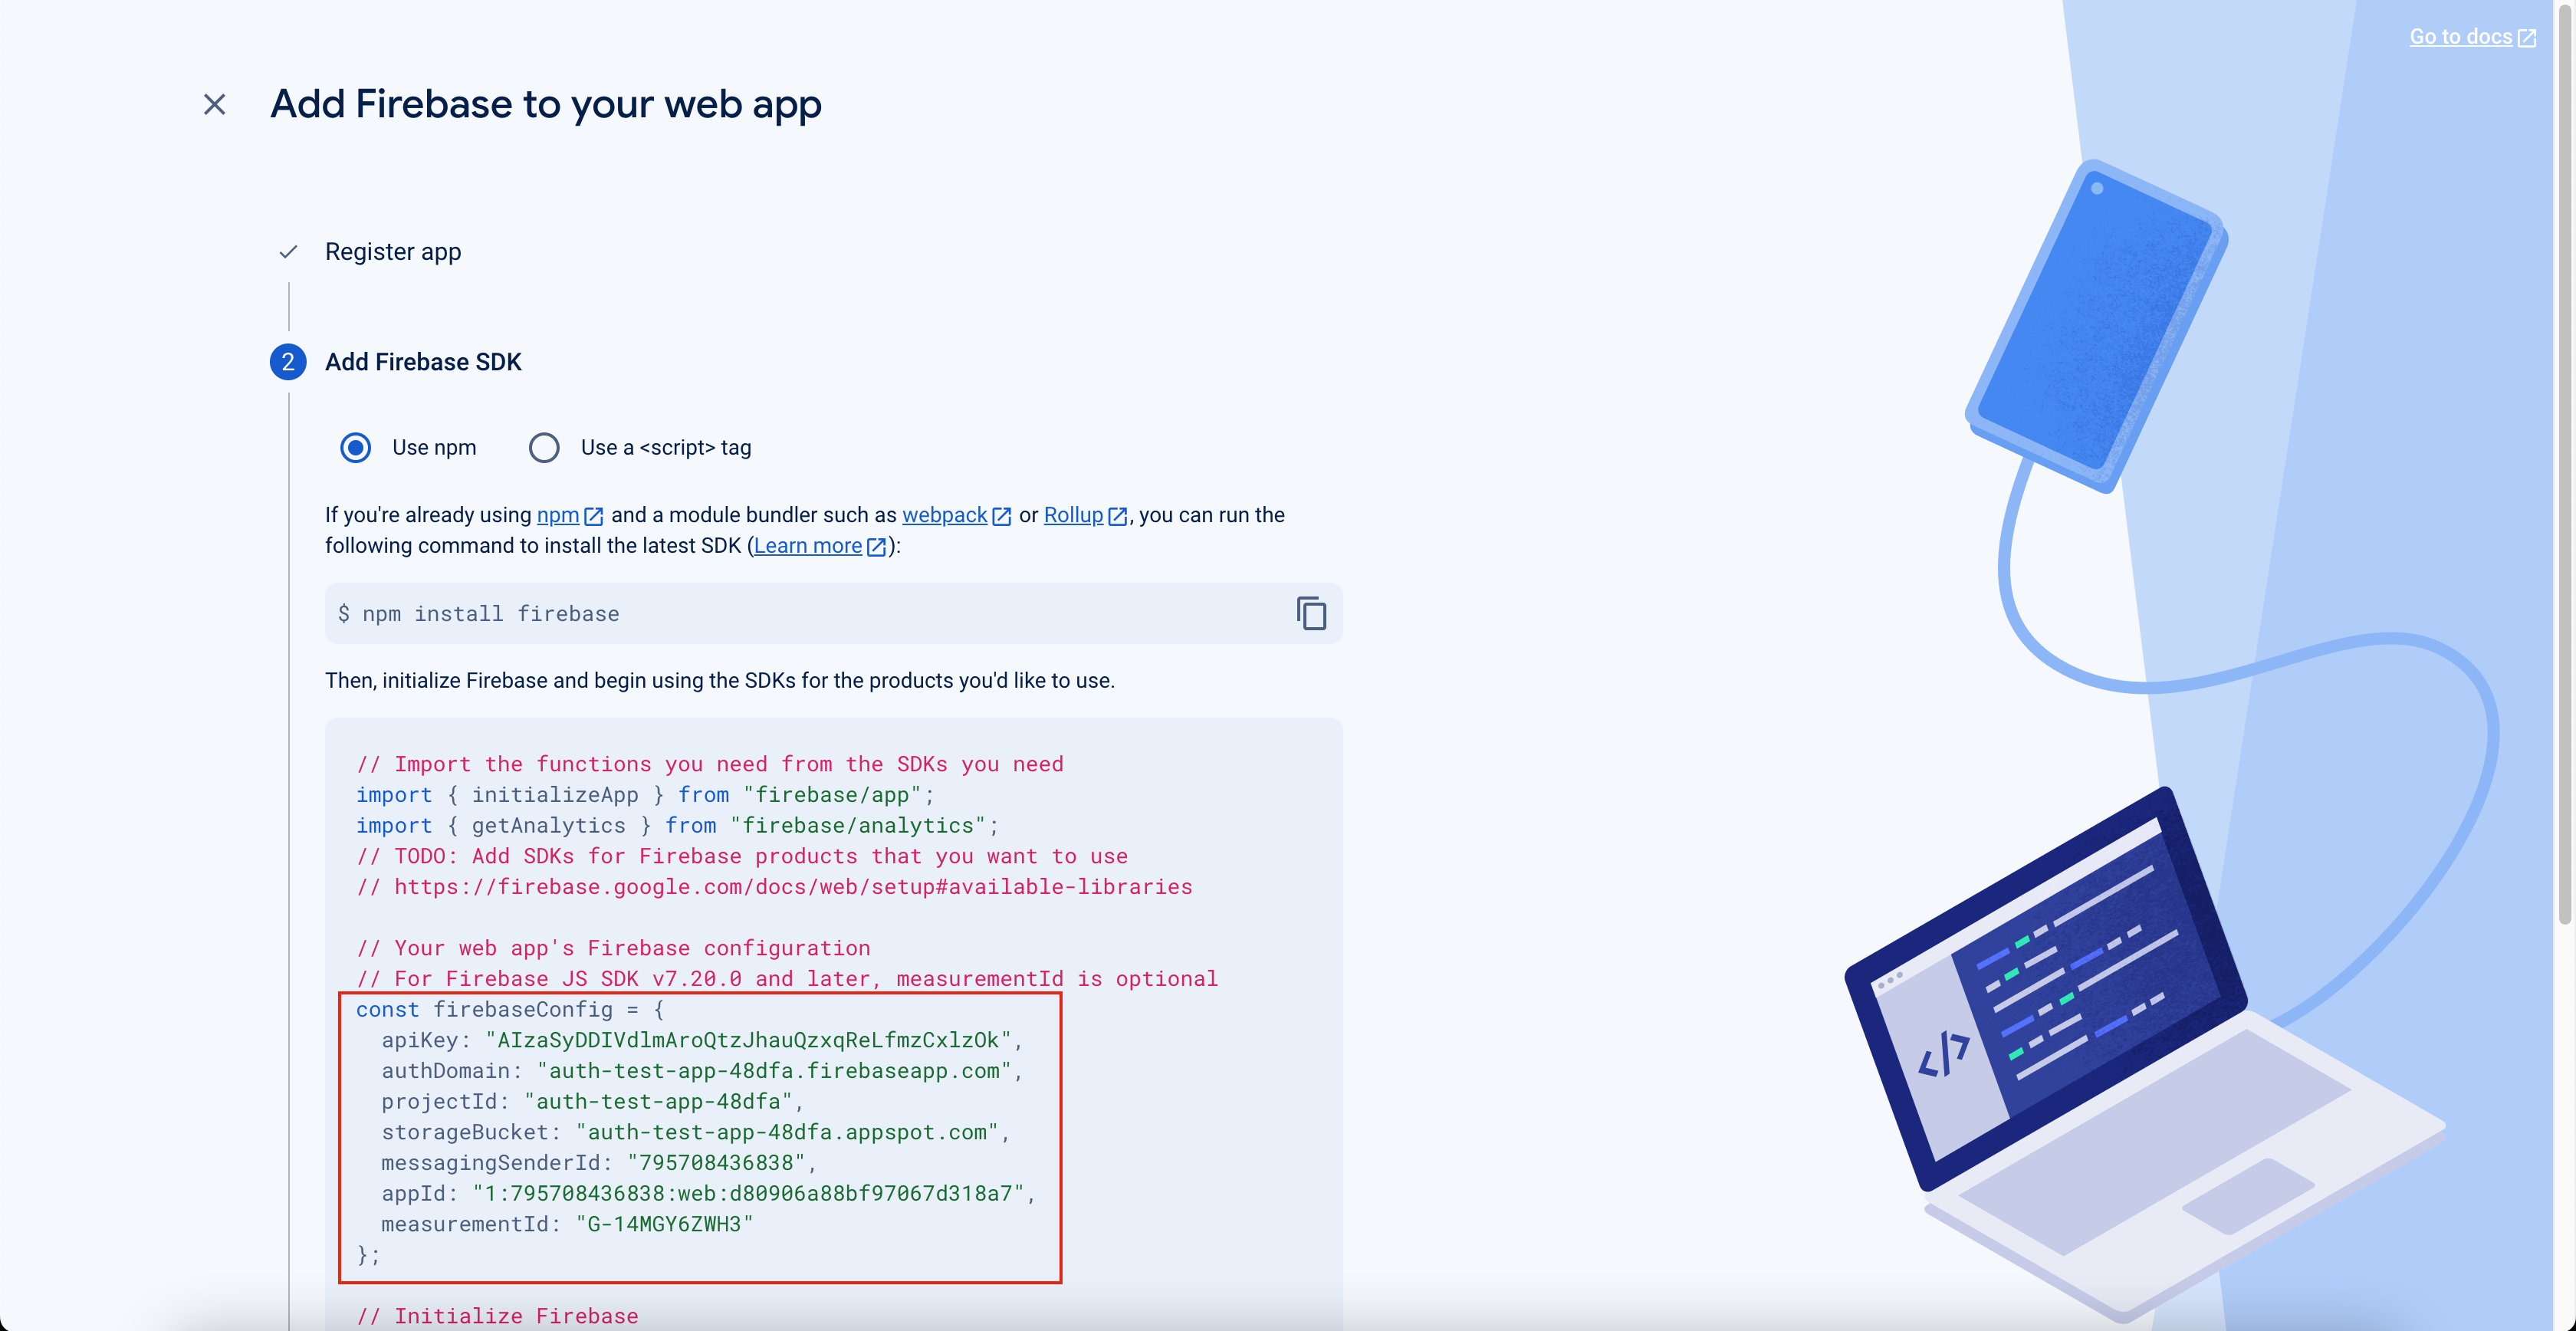 Go to docs
Add Firebase to your web app
Register app
2 Add Firebase SDK
Use npm Use a <script> tag
If you're already using npm and a module bundler such as webpack or Rollup, you can run the
following command to install the latest SDK (Learn more):
$ npm install firebase
Then, initialize Firebase and begin using the SDKs for the products you'd like to use.
// Import the functions you need from the SDKs you need
import { initializeApp } from "firebase/app";
import { getAnalytics } from "firebase/analytics";
// TODO: Add SDKs for Firebase products that you want to use
// https://firebase.google.com/docs/web/setup#available-libraries
// Your web app's Firebase configuration
// For Firebase JS SDK v7.20.0 and later, measurementId is optional
const firebaseConfig = {
apiKey: "AIzaSyDDIVdlmAroQtzJhauQzxqReLfmzCxlzOk",
authDomain: "auth-test-app-48dfa.firebaseapp.com",
projectId: "auth-test-app-48dfa",
storageBucket: "auth-test-app-48dfa.appspot.com",
messagingSenderId: "795708436838",
appId: "1:795708436838:web:d80906a88bf97067d318a7",
measurementId: "G-14MGY6ZWH3"
};
// Initialize Firebase